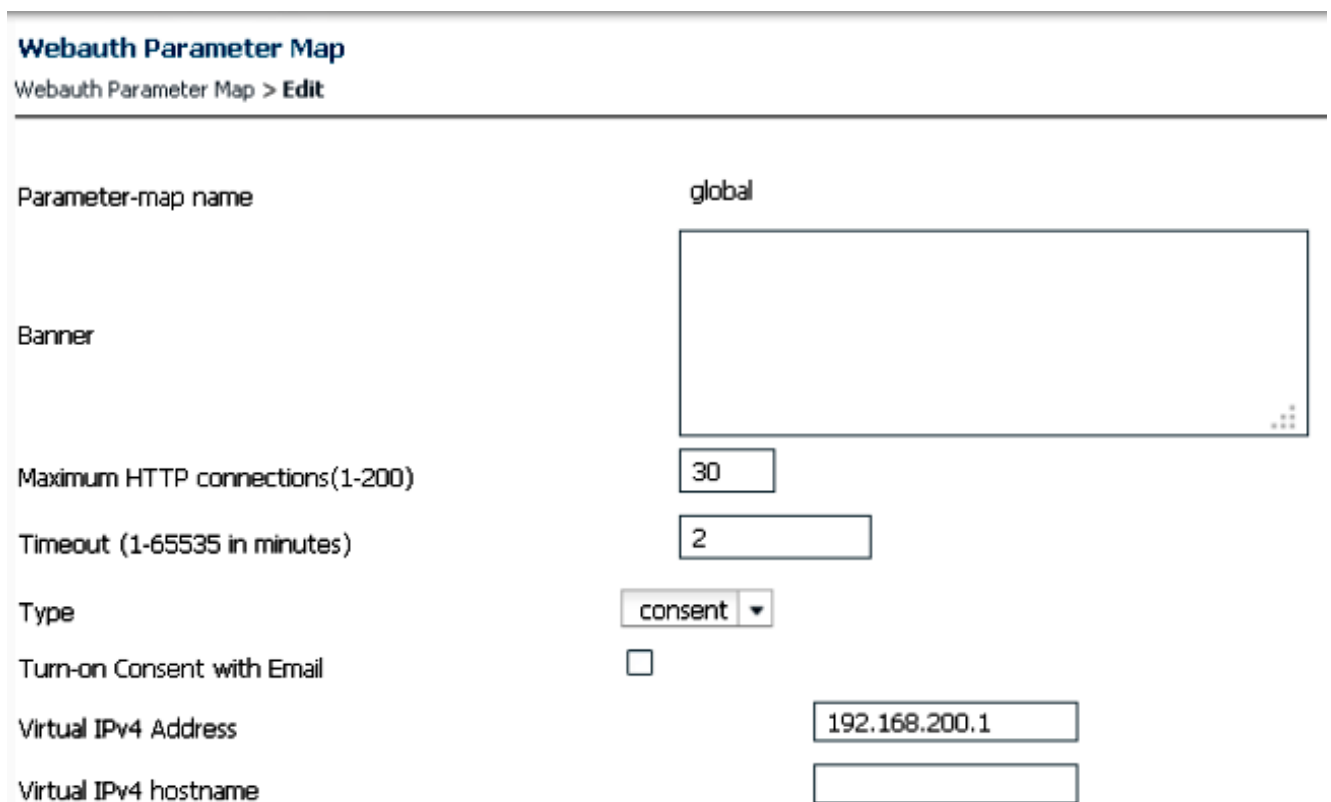 Webauth Parameter Map
Webauth Parameter Map > Edit
Parameter-map name global
Banner
Maximum HTTP connections(1-200) 30
Timeout (1-65535 in minutes) 2
Type consent
Turn-on Consent with Email
Virtual IPv4 Address 192.168.200.1
Virtual IPv4 hostname